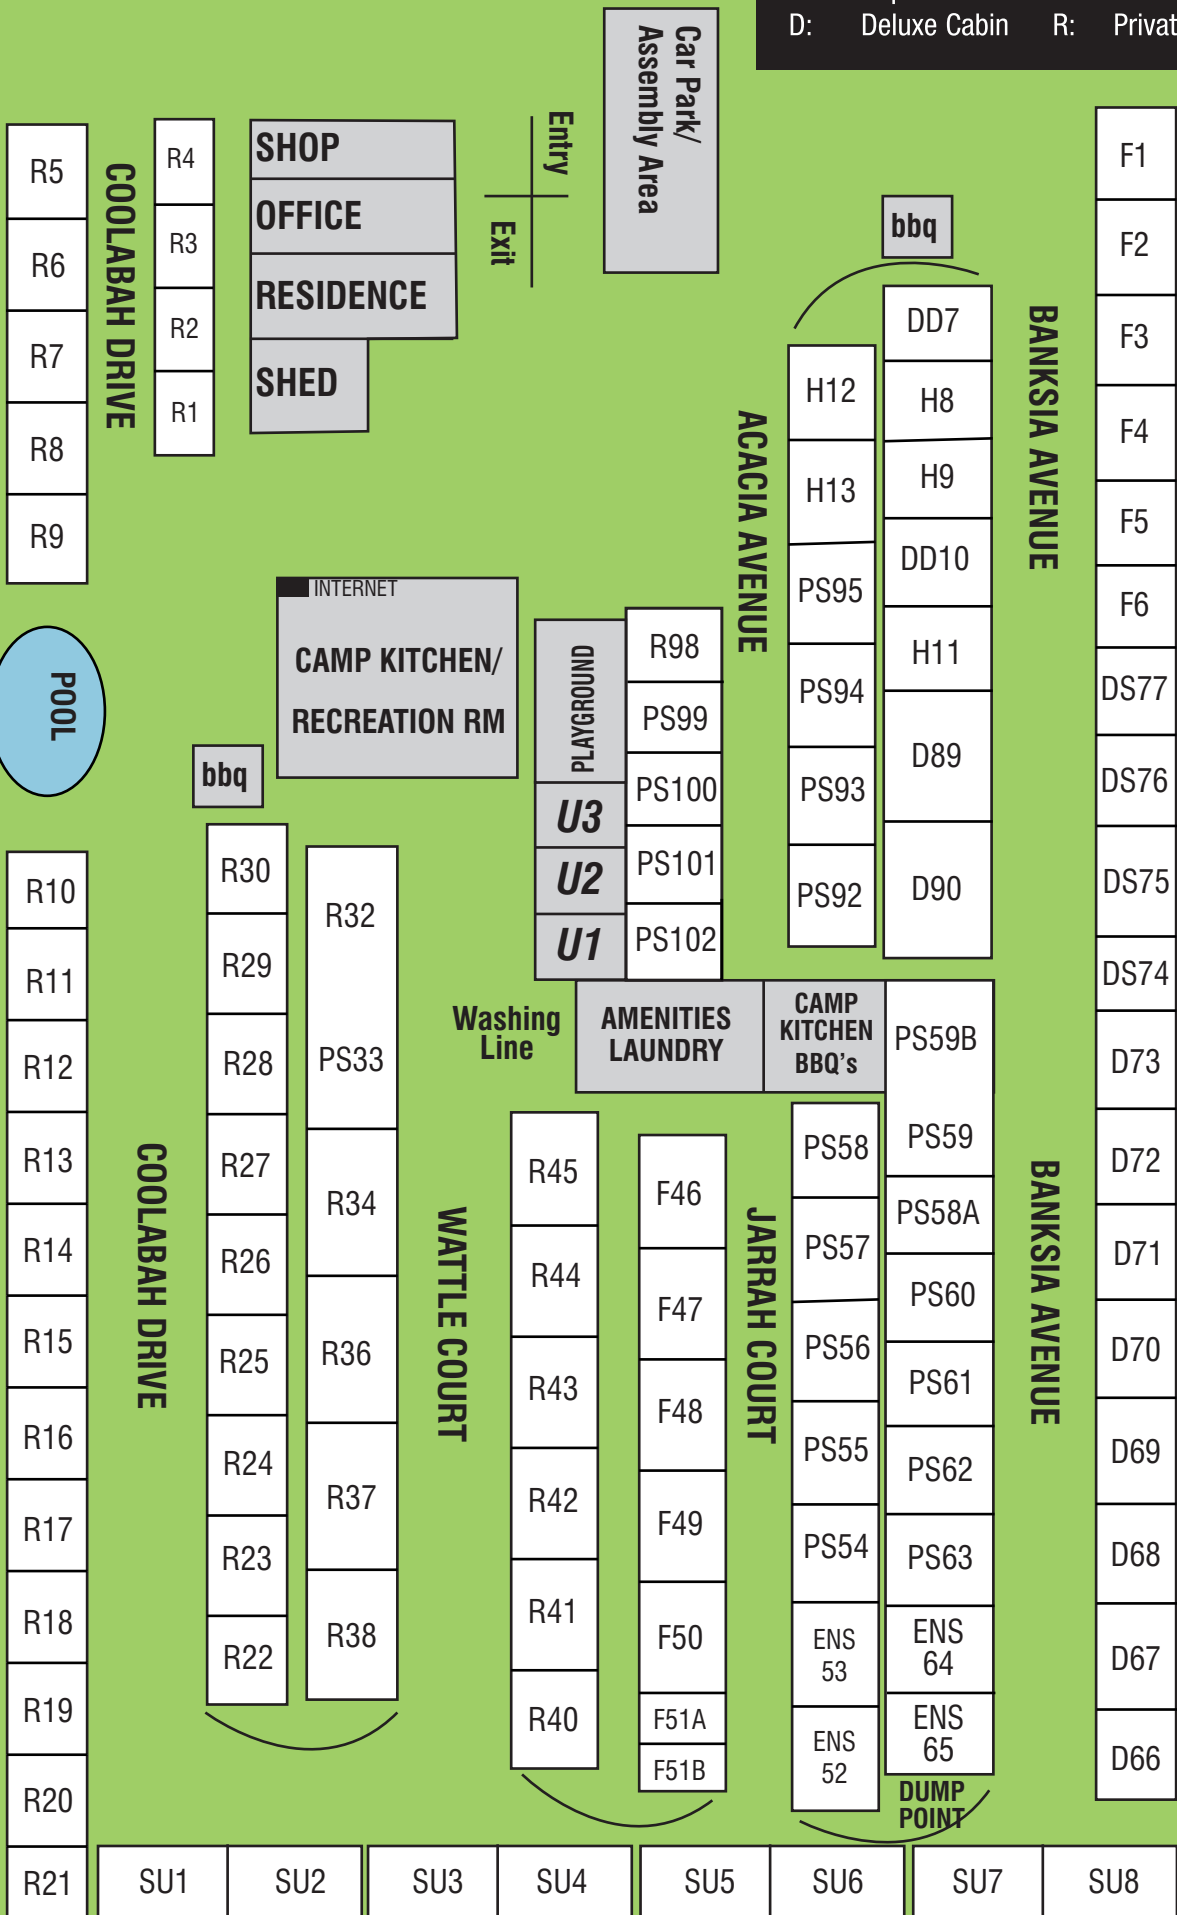 D: Deluxe Cabin R: Privat
Car Park/
Assembly Area
Entry
Exit
SHOP
OFFICE
RESIDENCE
SHED
R4
R3
R2
R1
COOLABAH DRIVE
R5
R6
R7
R8
R9
POOL
INTERNET
CAMP KITCHEN/
RECREATION RM
bbq
PLAYGROUND
U3
U2
U1
R98
PS99
PS100
PS101
PS102
ACACIA AVENUE
bbq
H12
H13
PS95
PS94
PS93
PS92
DD7
H8
H9
DD10
H11
D89
D90
BANKSIA AVENUE
F1
F2
F3
F4
F5
F6
DS77
DS76
DS75
DS74
D73
D72
D71
D70
D69
D68
D67
D66
R10
R11
R12
R13
R14
R15
R16
R17
R18
R19
R20
R21
COOLABAH DRIVE
R30
R29
R28
R27
R26
R25
R24
R23
R22
R32
PS33
R34
R36
R37
R38
WATTLE COURT
Washing
Line
AMENITIES
LAUNDRY
CAMP
KITCHEN
BBQ's
R45
R44
R43
R42
R41
R40
F46
F47
F48
F49
F50
F51A
F51B
JARRAH COURT
PS58
PS57
PS56
PS55
PS54
ENS
53
ENS
52
PS59B
PS59
PS58A
PS60
PS61
PS62
PS63
ENS
64
ENS
65
DUMP
POINT
BANKSIA AVENUE
SU1
SU2
SU3
SU4
SU5
SU6
SU7
SU8